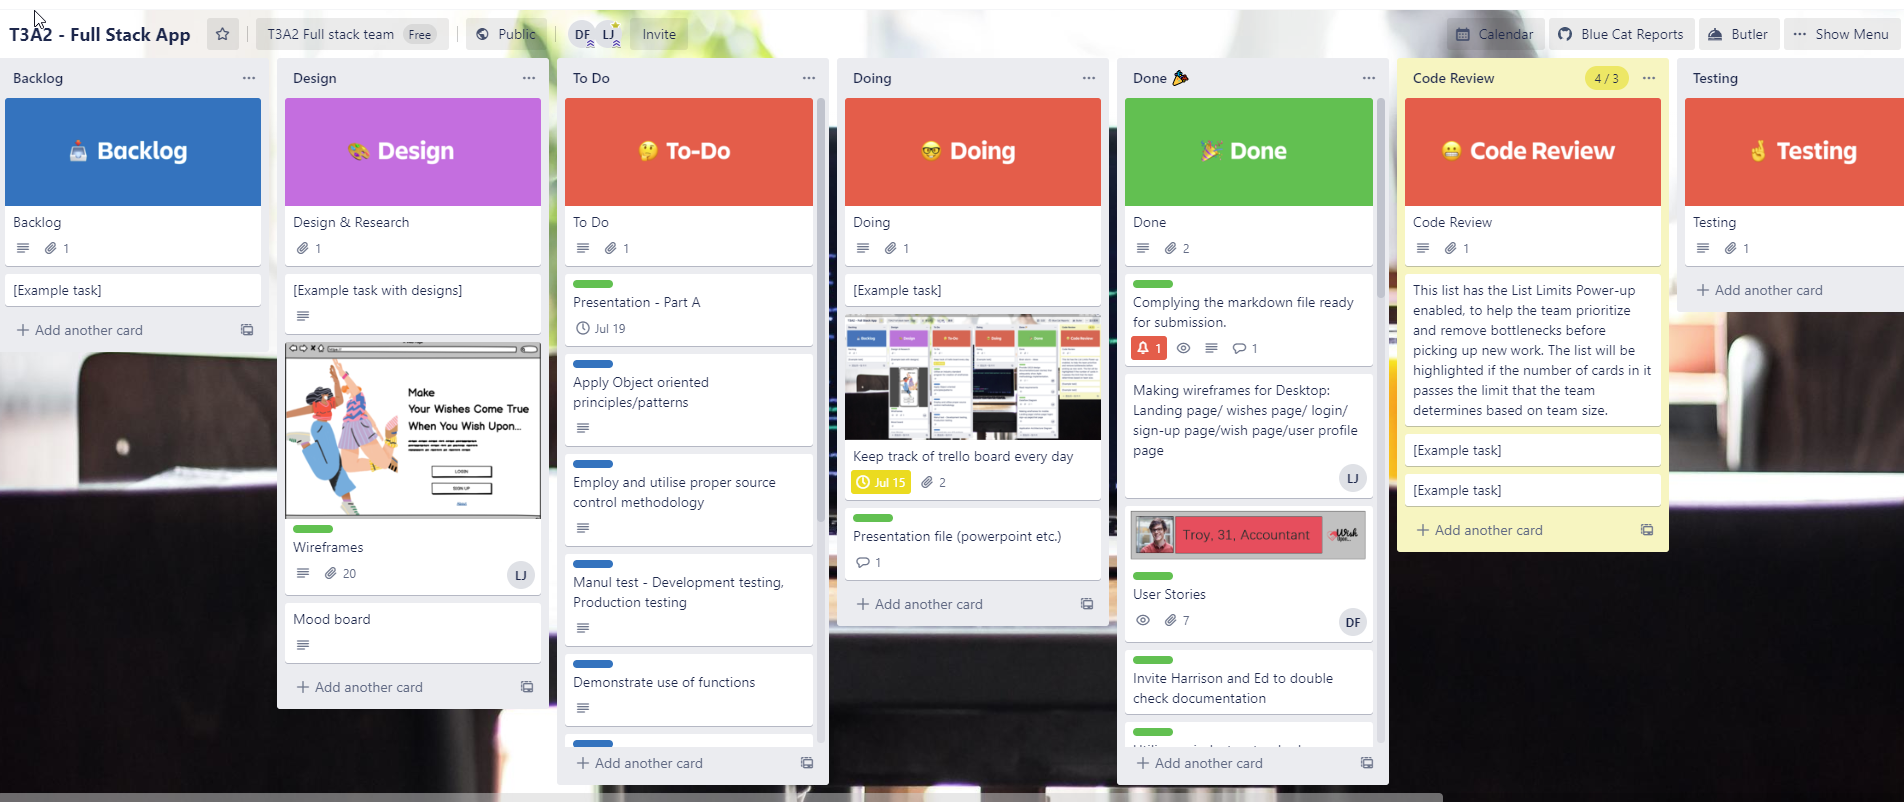 T3A2 - Full Stack App
T3A2 Full stack team Free
Public
DF LJ
Invite
Calendar
Blue Cat Reports
Butler
Show Menu
Backlog
Backlog
Backlog
1
[Example task]
Add another card
Design
Design
Design & Research
1
[Example task with designs]
Make
Your Wishes Come True
When You Wish Upon...
LOGIN
SIGN UP
Wireframes
20
LJ
Mood board
Add another card
To Do
To-Do
To Do
1
Presentation - Part A
Jul 19
Apply Object oriented
principles/patterns
Employ and utilise proper source
control methodology
Manul test - Development testing,
Production testing
Demonstrate use of functions
Add another card
Doing
Doing
Doing
1
[Example task]
Keep track of trello board every day
Jul 15
2
Presentation file (powerpoint etc.)
1
Add another card
Done
Done
Done
2
Complying the markdown file ready
for submission.
1
1
Making wireframes for Desktop:
Landing page/ wishes page/ login/
sign-up page/wish page/user profile
page
LJ
Troy, 31, Accountant
Wish
User Stories
7
DF
Invite Harrison and Ed to double
check documentation
Add another card
Code Review
4 / 3
Code Review
Code Review
1
This list has the List Limits Power-up
enabled, to help the team prioritize
and remove bottlenecks before
picking up new work. The list will be
highlighted if the number of cards in it
passes the limit that the team
determines based on team size.
[Example task]
[Example task]
Add another card
Testing
Testing
Testing
1
Add another card